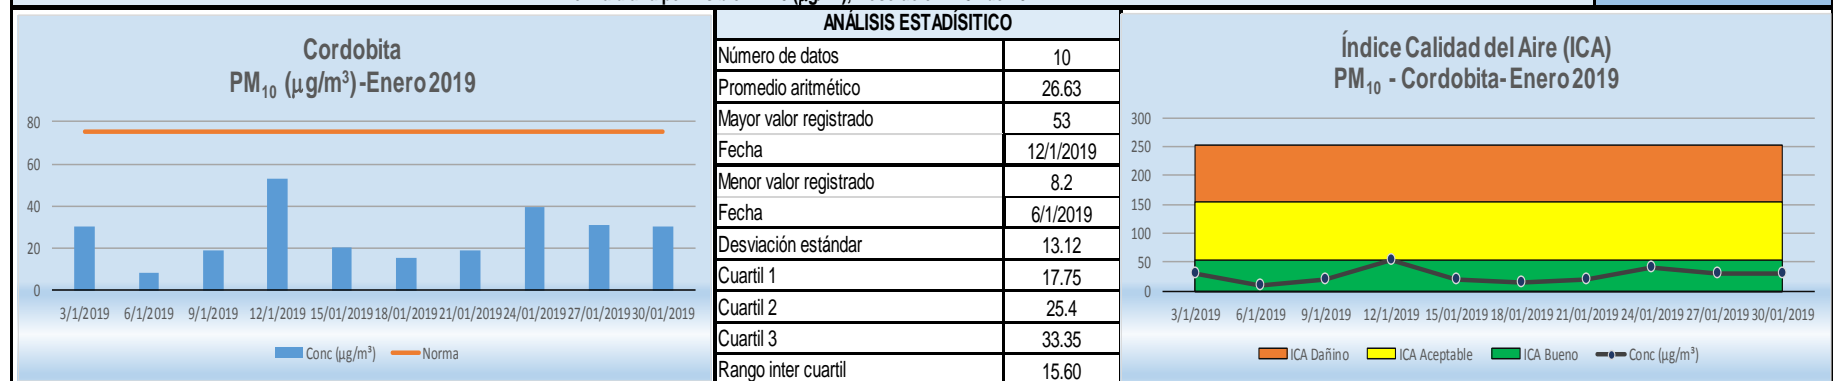 Cordobita
PM₁₀ (µg/m³)-Enero 2019
80
60
40
20
0
3/1/2019 6/1/2019 9/1/2019 12/1/2019 15/01/2019 18/01/2019 21/01/2019 24/01/2019 27/01/2019 30/01/2019
Conc (µg/m³) Norma
ANÁLISIS ESTADÍSITICO
Número de datos 10
Promedio aritmético 26.63
Mayor valor registrado 53
Fecha 12/1/2019
Menor valor registrado 8.2
Fecha 6/1/2019
Desviación estándar 13.12
Cuartil 1 17.75
Cuartil 2 25.4
Cuartil 3 33.35
Rango inter cuartil 15.60
Índice Calidad del Aire (ICA)
PM₁₀ - Cordobita- Enero 2019
300
250
200
150
100
50
0
3/1/2019 6/1/2019 9/1/2019 12/1/2019 15/01/2019 18/01/2019 21/01/2019 24/01/2019 27/01/2019 30/01/2019
ICA Dañino ICA Aceptable ICA Bueno Conc (µg/m³)